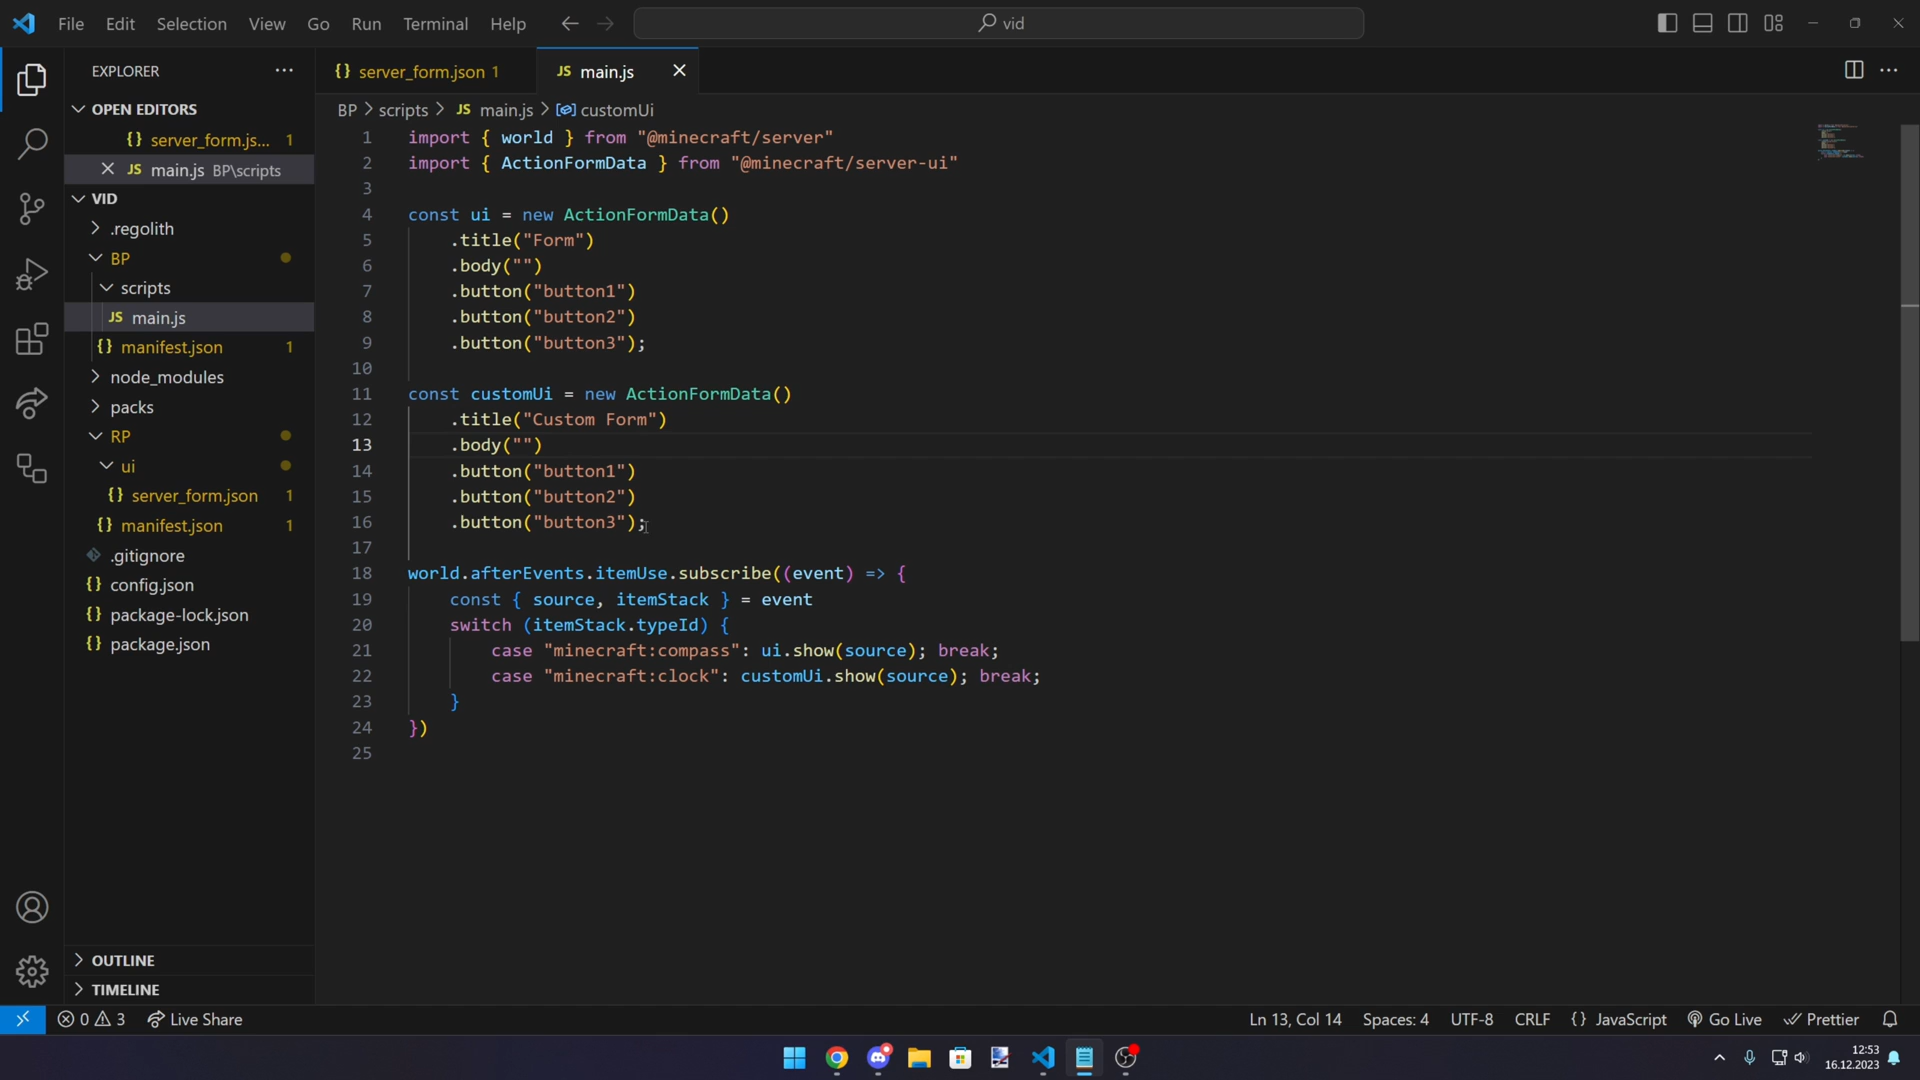 File Edit Selection View Go Run Terminal Help
vid
EXPLORER
OPEN EDITORS
server_form.js... 1
JS main.js BP\scripts
VID
.regolith
BP
scripts
JS main.js
{} manifest.json 1
node_modules
packs
RP
ui
{} server_form.json 1
{} manifest.json 1
.gitignore
{} config.json
{} package-lock.json
{} package.json
OUTLINE
TIMELINE
{} server_form.json 1
JS main.js
BP > scripts > JS main.js > customUi
1 import { world } from "@minecraft/server"
2 import { ActionFormData } from "@minecraft/server-ui"
3
4 const ui = new ActionFormData()
5 .title("Form")
6 .body("")
7 .button("button1")
8 .button("button2")
9 .button("button3");
10
11 const customUi = new ActionFormData()
12 .title("Custom Form")
13 .body("")
14 .button("button1")
15 .button("button2")
16 .button("button3");
17
18 world.afterEvents.itemUse.subscribe((event) => {
19 const { source, itemStack } = event
20 switch (itemStack.typeId) {
21 case "minecraft:compass": ui.show(source); break;
22 case "minecraft:clock": customUi.show(source); break;
23 }
24 })
25
0 3 Live Share
Ln 13, Col 14 Spaces: 4 UTF-8 CRLF {} JavaScript Go Live Prettier
12:53
16.12.2023